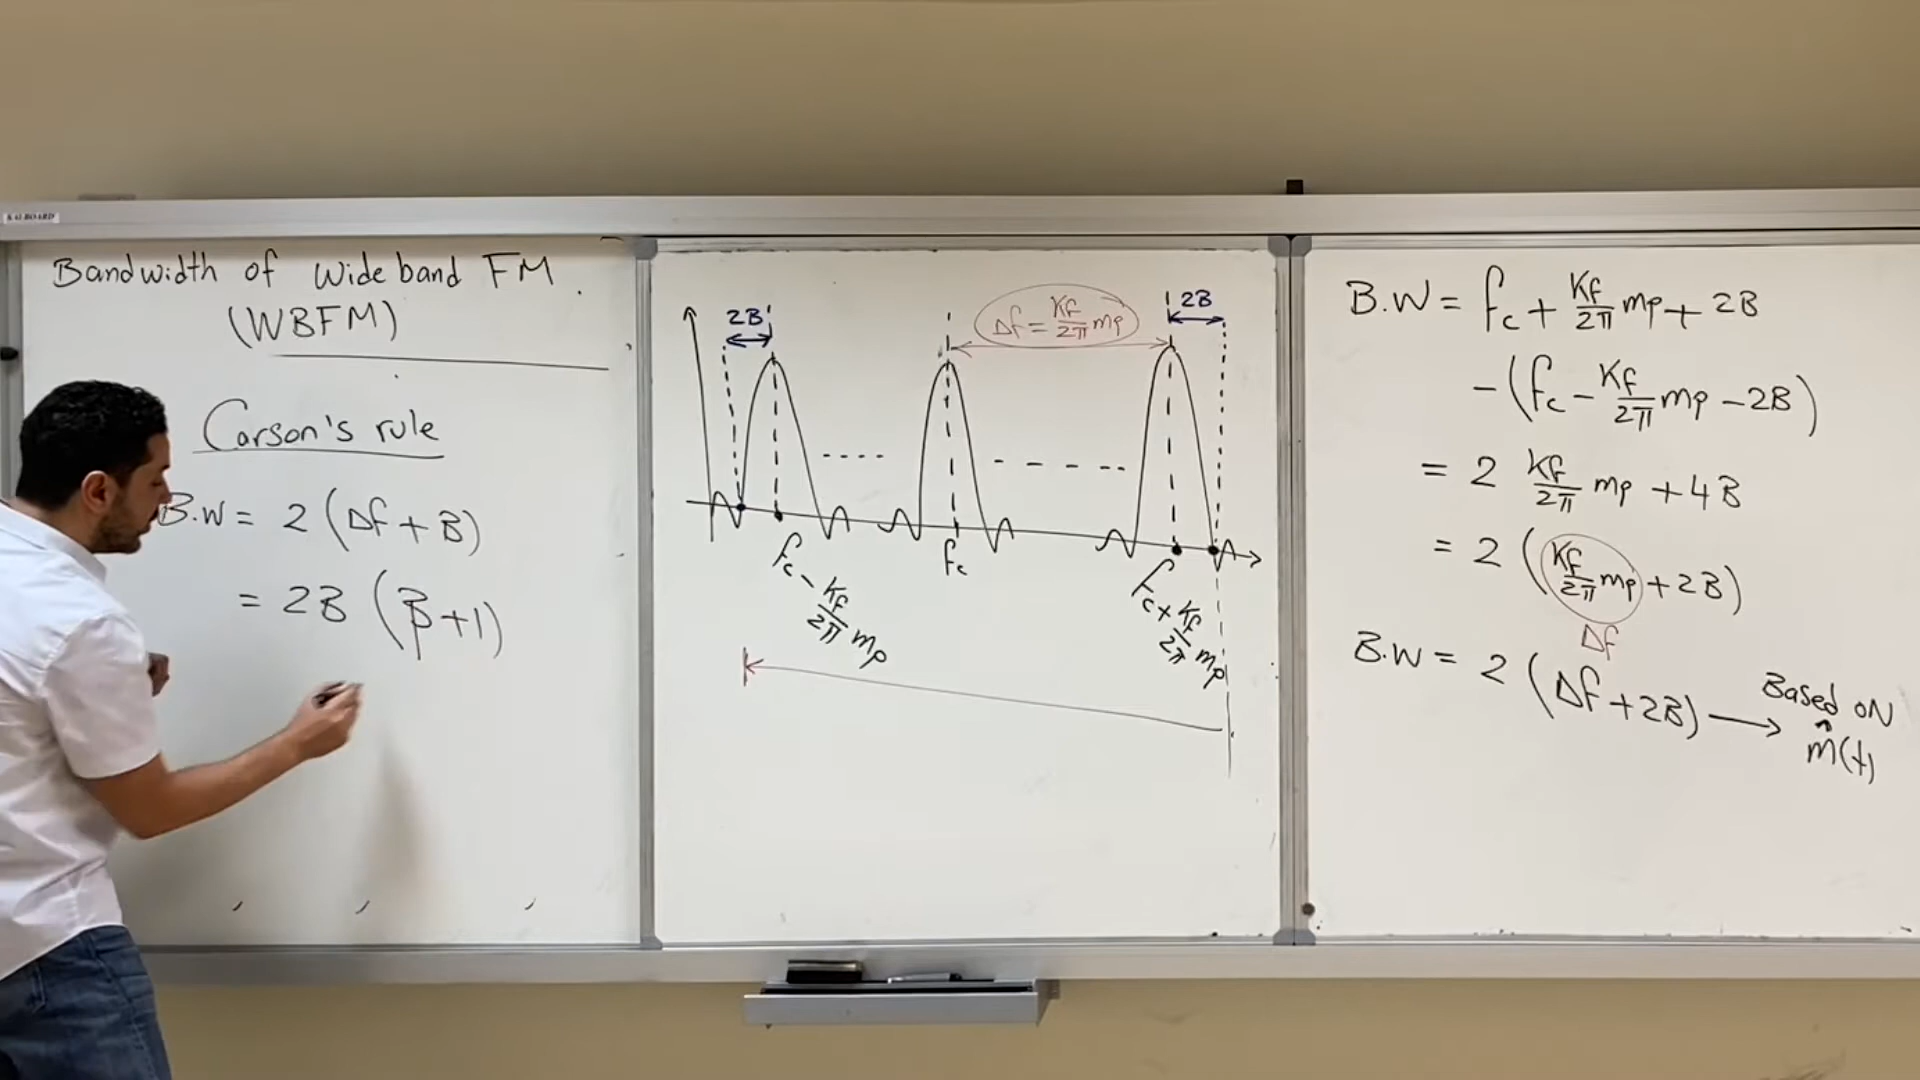 Bandwidth of wideband FM.
(WBFM)
Carson's rule
B.W = 2 (Δf + B)
= 2B (β + 1)
2B
Δf = Kf/2π mp
2B
fc - Kf/2π mp
fc
fc + Kf/2π mp
B.W = fc + Kf/2π mp + 2B
- (fc - Kf/2π mp - 2B)
= 2 Kf/2π mp + 4B
= 2 (Kf/2π mp + 2B)
Δf
B.W = 2 (Δf + 2B) → Based ON
m̂(t)